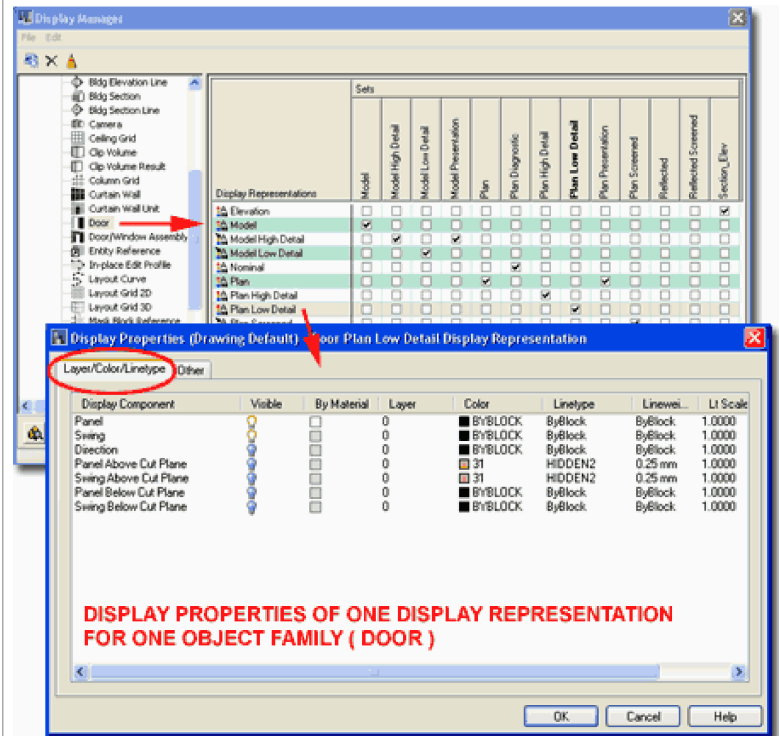 Display Manager
File Edit
Bldg Elevation Line
Bldg Section
Bldg Section Line
Camera
Ceiling Grid
Clip Volume
Clip Volume Result
Column Grid
Curtain Wall
Curtain Wall Unit
Door
Door/Window Assembly
Entity Reference
In-place Edit Profile
Layout Curve
Layout Grid 2D
Layout Grid 3D
Mask Block Reference
Sets
Display Representations
Model
Model High Detail
Model Low Detail
Model Presentation
Plan
Plan Diagnostic
Plan High Detail
Plan Low Detail
Plan Presentation
Plan Screened
Reflected
Reflected Screened
Section_Elev
Elevation
Model
Model High Detail
Model Low Detail
Nominal
Plan
Plan High Detail
Plan Low Detail
Plan Screened
Display Properties (Drawing Default) Door Plan Low Detail Display Representation
Layer/Color/Linetype Other
Display Component Visible By Material Layer Color Linetype Linewei... Lt Scale
Panel 0 BYBLOCK ByBlock ByBlock 1.0000
Swing 0 BYBLOCK ByBlock ByBlock 1.0000
Direction 0 BYBLOCK ByBlock ByBlock 1.0000
Panel Above Cut Plane 0 31 HIDDEN2 0.25 mm 1.0000
Swing Above Cut Plane 0 31 HIDDEN2 0.25 mm 1.0000
Panel Below Cut Plane 0 BYBLOCK ByBlock ByBlock 1.0000
Swing Below Cut Plane 0 BYBLOCK ByBlock ByBlock 1.0000
DISPLAY PROPERTIES OF ONE DISPLAY REPRESENTATION
FOR ONE OBJECT FAMILY ( DOOR )
OK Cancel Help